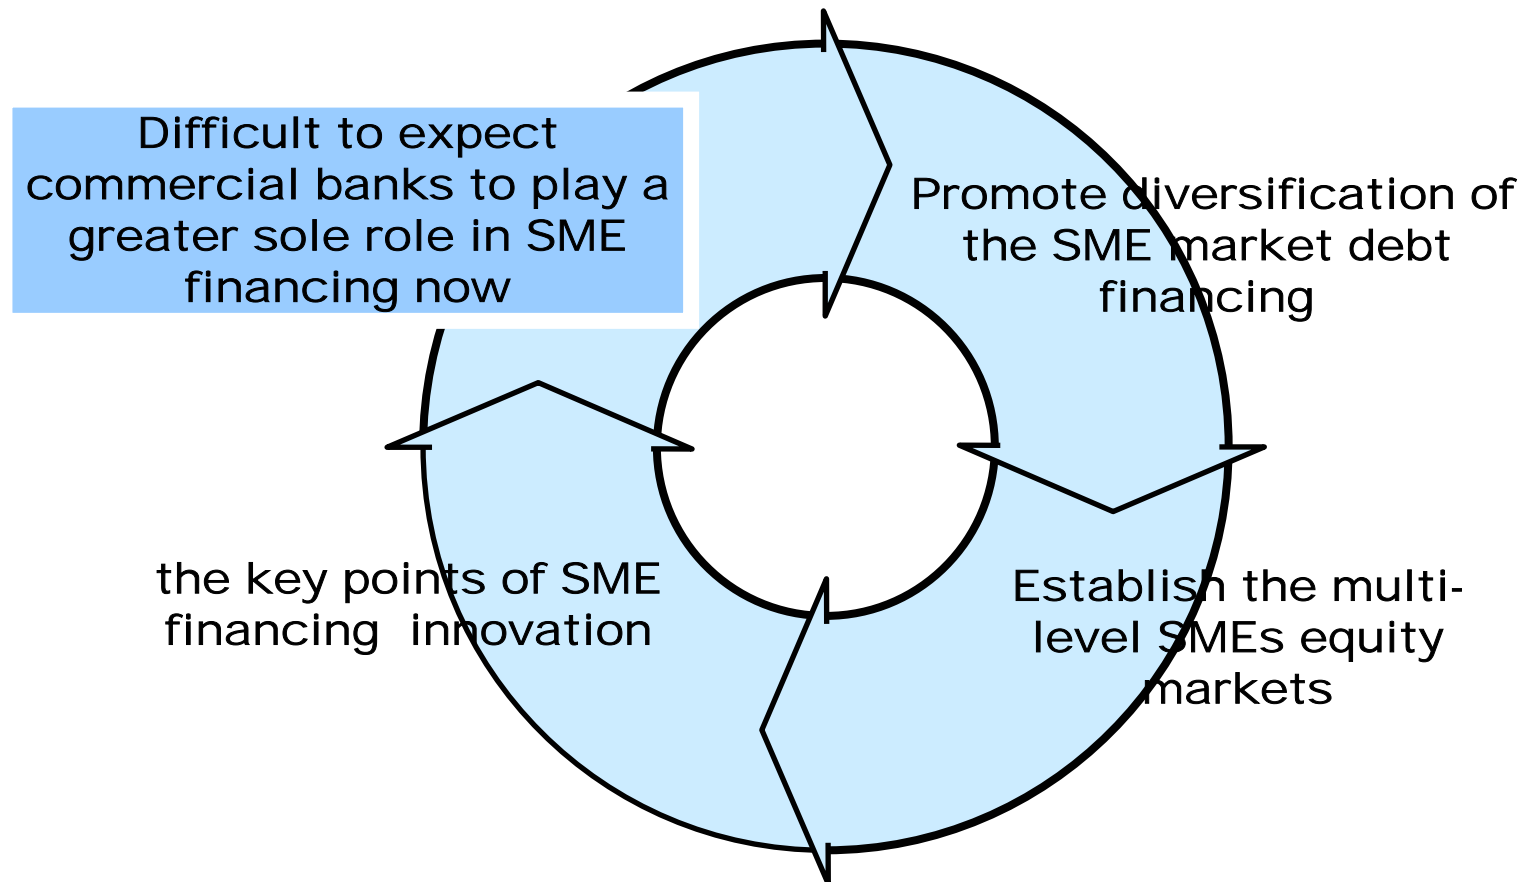 Difficult to expect
commercial banks to play a
greater sole role in SME
financing now
Promote diversification of
the SME market debt
financing
the key points of SME
financing  innovation
Establish the multi-
level SMEs equity
markets